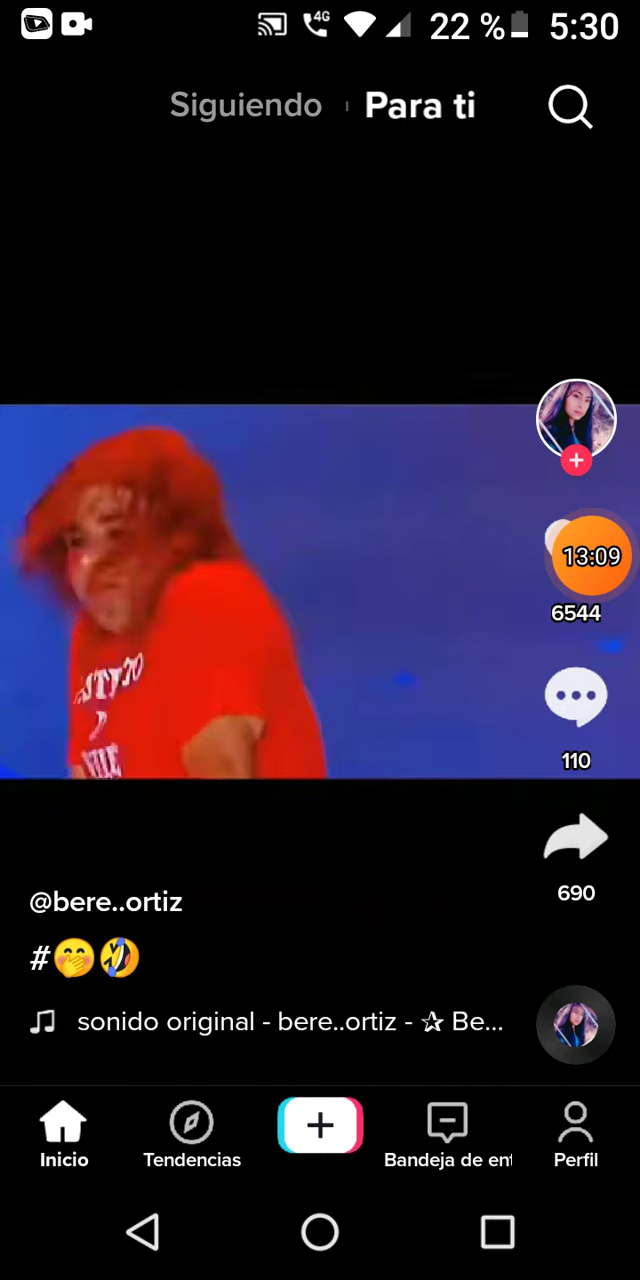 4G 22 % 5:30
Siguiendo Para ti
13:09
6544
110
690
@bere..ortiz
#🤭🤣
sonido original - bere..ortiz - ☆ Be...
Inicio Tendencias Bandeja de ent Perfil